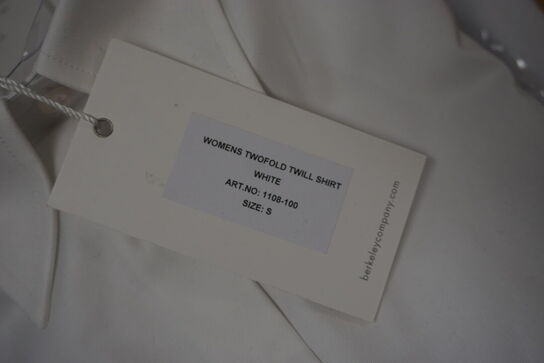 WOMENS TWOFOLD TWILL SHIRT
WHITE
ART.NO: 1108-100
SIZE: S
berkeleycompany.com